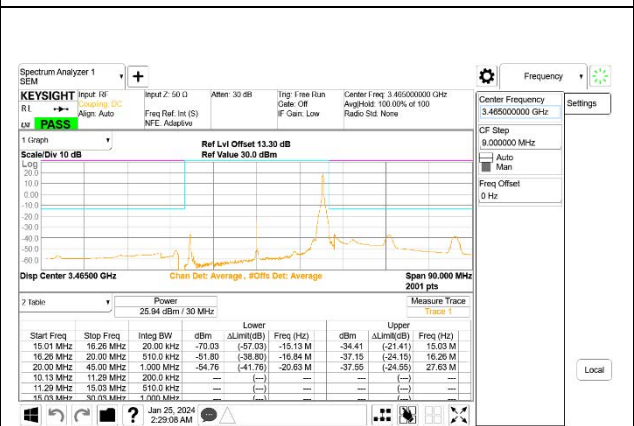 Spectrum Analyzer 1
SEM
Frequency
KEYSIGHT Input: RF Input Z: 50 Ω Atten: 30 dB Trig: Free Run Center Freq: 3.465000000 GHz
RL Coupling: DC Gate: Off Avg|Hold: 100.00% of 100
Align: Auto Freq Ref: Int (S) IF Gain: Low Radio Std: None
PASS NFE: Adaptive
Center Frequency
3.465000000 GHz
Settings
CF Step
9.000000 MHz
Auto
Man
Freq Offset
0 Hz
1 Graph
Ref Lvl Offset 13.30 dB
Scale/Div 10 dB Ref Value 30.0 dBm
Log
20.0
10.0
0.00
-10.0
-20.0
-30.0
-40.0
-50.0
-60.0
Disp Center 3.46500 GHz Chan Det: Average , #Offs Det: Average Span 90.000 MHz
2001 pts
2 Table Power Measure Trace
25.94 dBm / 30 MHz Trace 1
Lower Upper
Start Freq Stop Freq Integ BW dBm ΔLimit(dB) Freq (Hz) dBm ΔLimit(dB) Freq (Hz)
15.01 MHz 16.26 MHz 20.00 kHz -70.03 (-57.03) -15.13 M -34.41 (-21.41) 15.03 M
16.26 MHz 20.00 MHz 510.0 kHz -51.80 (-38.80) -16.84 M -37.15 (-24.15) 16.26 M
20.00 MHz 45.00 MHz 1.000 MHz -54.76 (-41.76) -20.63 M -37.55 (-24.55) 27.63 M
10.13 MHz 11.29 MHz 200.0 kHz --- (---) --- --- (---) ---
11.29 MHz 15.03 MHz 510.0 kHz --- (---) --- --- (---) ---
15.03 MHz 30.03 MHz 1.000 MHz --- (---) --- --- (---) ---
Local
? Jan 25, 2024
2:29:08 AM